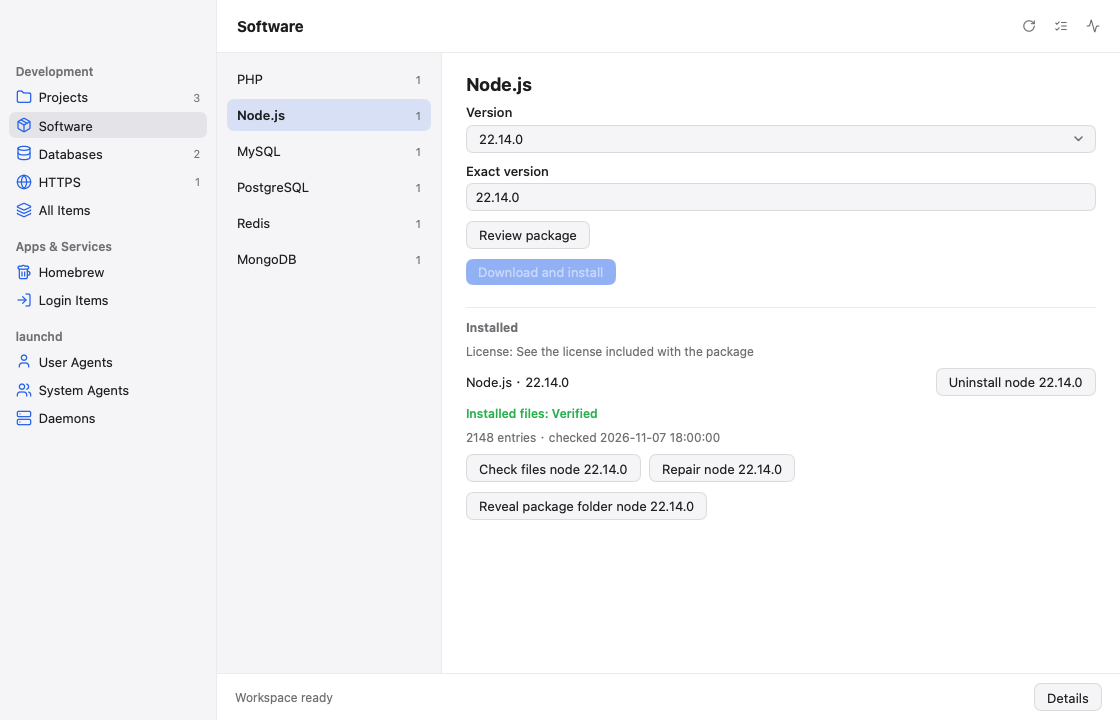 Software
Development
Projects 3
Software
Databases 2
HTTPS 1
All Items
Apps & Services
Homebrew
Login Items
launchd
User Agents
System Agents
Daemons
PHP 1
Node.js 1
MySQL 1
PostgreSQL 1
Redis 1
MongoDB 1
Node.js
Version
22.14.0
Exact version
22.14.0
Review package
Download and install
Installed
License: See the license included with the package
Node.js · 22.14.0
Uninstall node 22.14.0
Installed files: Verified
2148 entries · checked 2026-11-07 18:00:00
Check files node 22.14.0
Repair node 22.14.0
Reveal package folder node 22.14.0
Workspace ready
Details